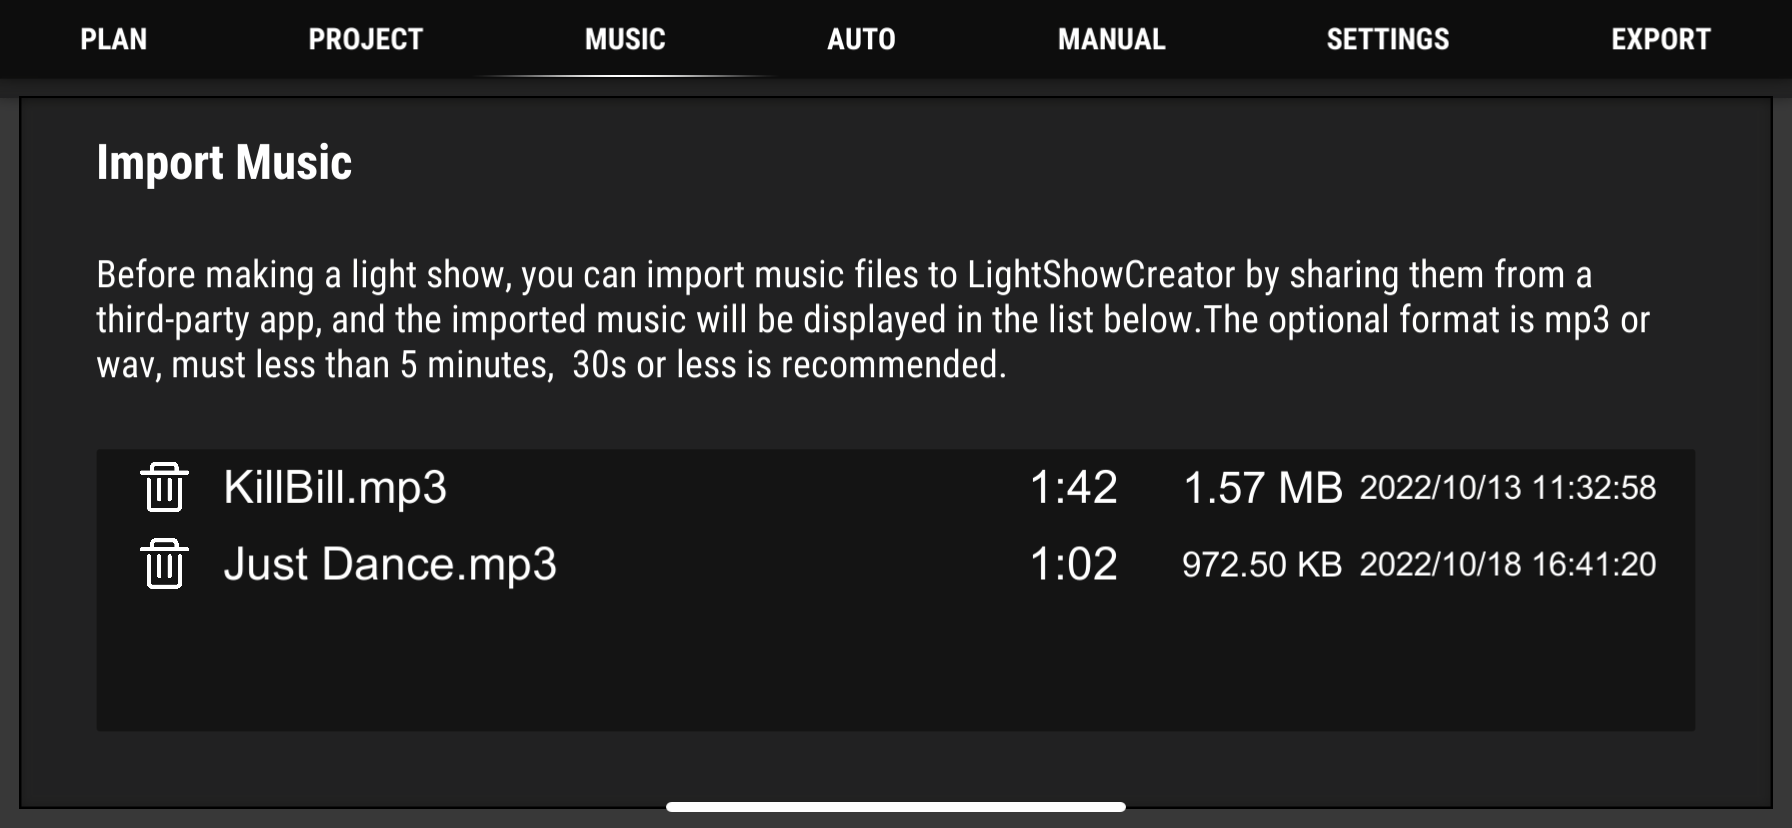 PLAN PROJECT MUSIC AUTO MANUAL SETTINGS EXPORT
Import Music
Before making a light show, you can import music files to LightShowCreator by sharing them from a
third-party app, and the imported music will be displayed in the list below.The optional format is mp3 or
wav, must less than 5 minutes,  30s or less is recommended.
KillBill.mp3 1:42 1.57 MB 2022/10/13 11:32:58
Just Dance.mp3 1:02 972.50 KB 2022/10/18 16:41:20